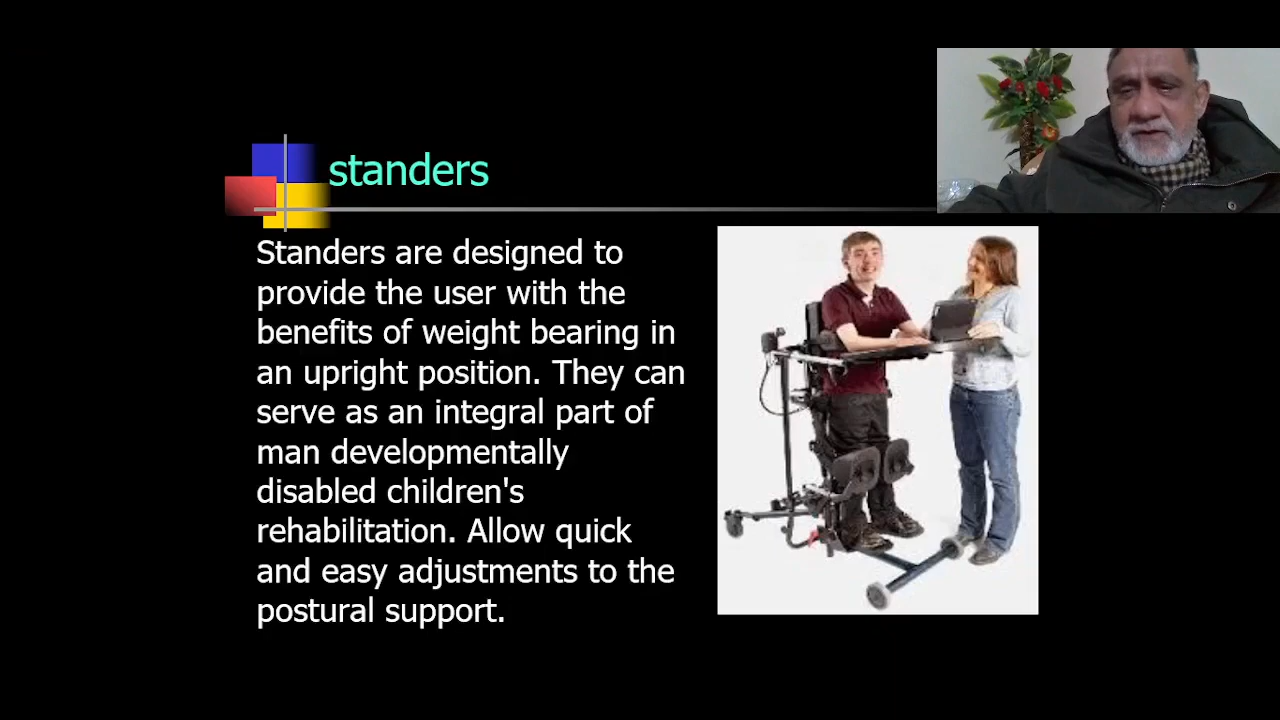 standers
Standers are designed to
provide the user with the
benefits of weight bearing in
an upright position. They can
serve as an integral part of
man developmentally
disabled children's
rehabilitation. Allow quick
and easy adjustments to the
postural support.